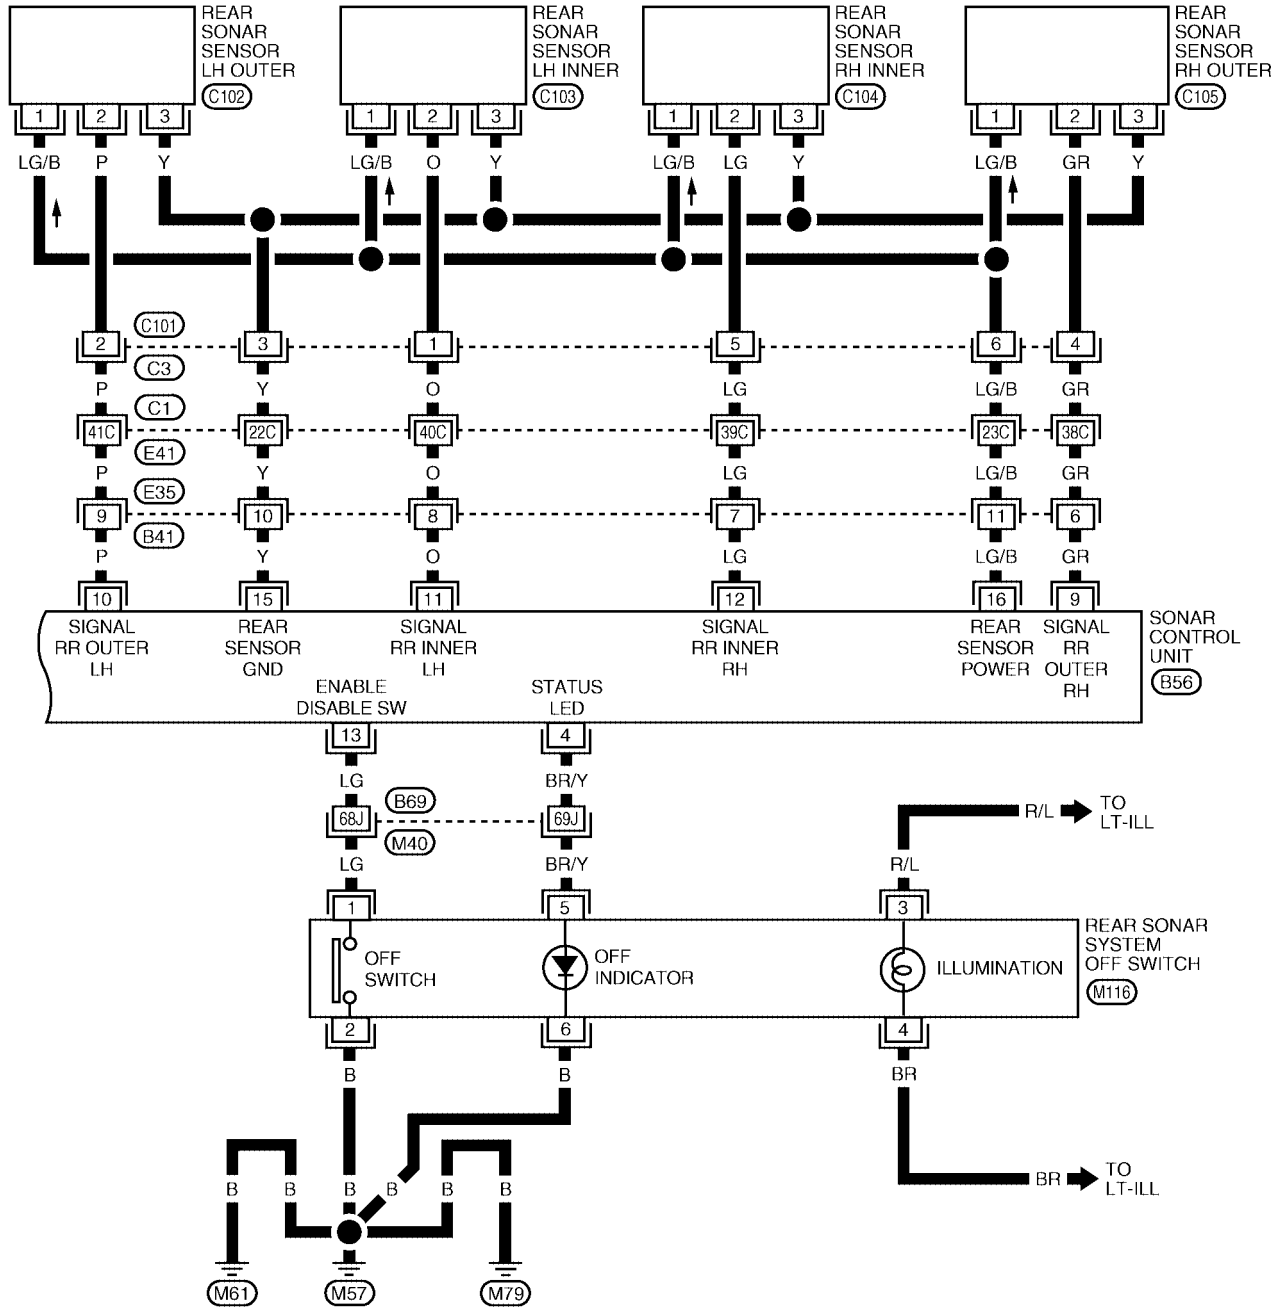 REAR
SONAR
SENSOR
LH OUTER
C102
REAR
SONAR
SENSOR
LH INNER
C103
REAR
SONAR
SENSOR
RH INNER
C104
REAR
SONAR
SENSOR
RH OUTER
C105
1 2 3 1 2 3 1 2 3 1 2 3
LG/B P Y LG/B O Y LG/B LG Y LG/B GR Y
C101
2 3 1 5 6 4
C3
P Y O LG LG/B GR
C1
41C 22C 40C 39C 23C 38C
E41
P Y O LG LG/B GR
E35
9 10 8 7 11 6
B41
P Y O LG LG/B GR
10 15 11 12 16 9
SIGNAL
RR OUTER
LH
REAR
SENSOR
GND
SIGNAL
RR INNER
LH
SIGNAL
RR INNER
RH
REAR
SENSOR
POWER
SIGNAL
RR
OUTER
RH
SONAR
CONTROL
UNIT
B56
ENABLE
DISABLE SW
STATUS
LED
13 4
LG BR/Y
B69
68J 69J
M40
LG BR/Y
R/L
TO
LT-ILL
R/L
1 5 3
OFF
SWITCH
OFF
INDICATOR
ILLUMINATION
REAR SONAR
SYSTEM
OFF SWITCH
M116
2 6 4
B B BR
BR
TO
LT-ILL
B B B B B B
M61 M57 M79